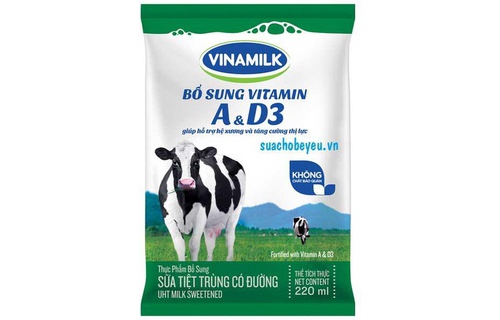 VINAMILK
BỔ SUNG VITAMIN
A & D3
giúp hỗ trợ hệ xương và tăng cường thị lực
suachobeyeu.vn
KHÔNG
CHẤT BẢO QUẢN
Fortified with Vitamin A & D3
Thực Phẩm Bổ Sung
SỮA TIỆT TRÙNG CÓ ĐƯỜNG
UHT MILK SWEETENED
THỂ TÍCH THỰC
NET CONTENT
220 ml